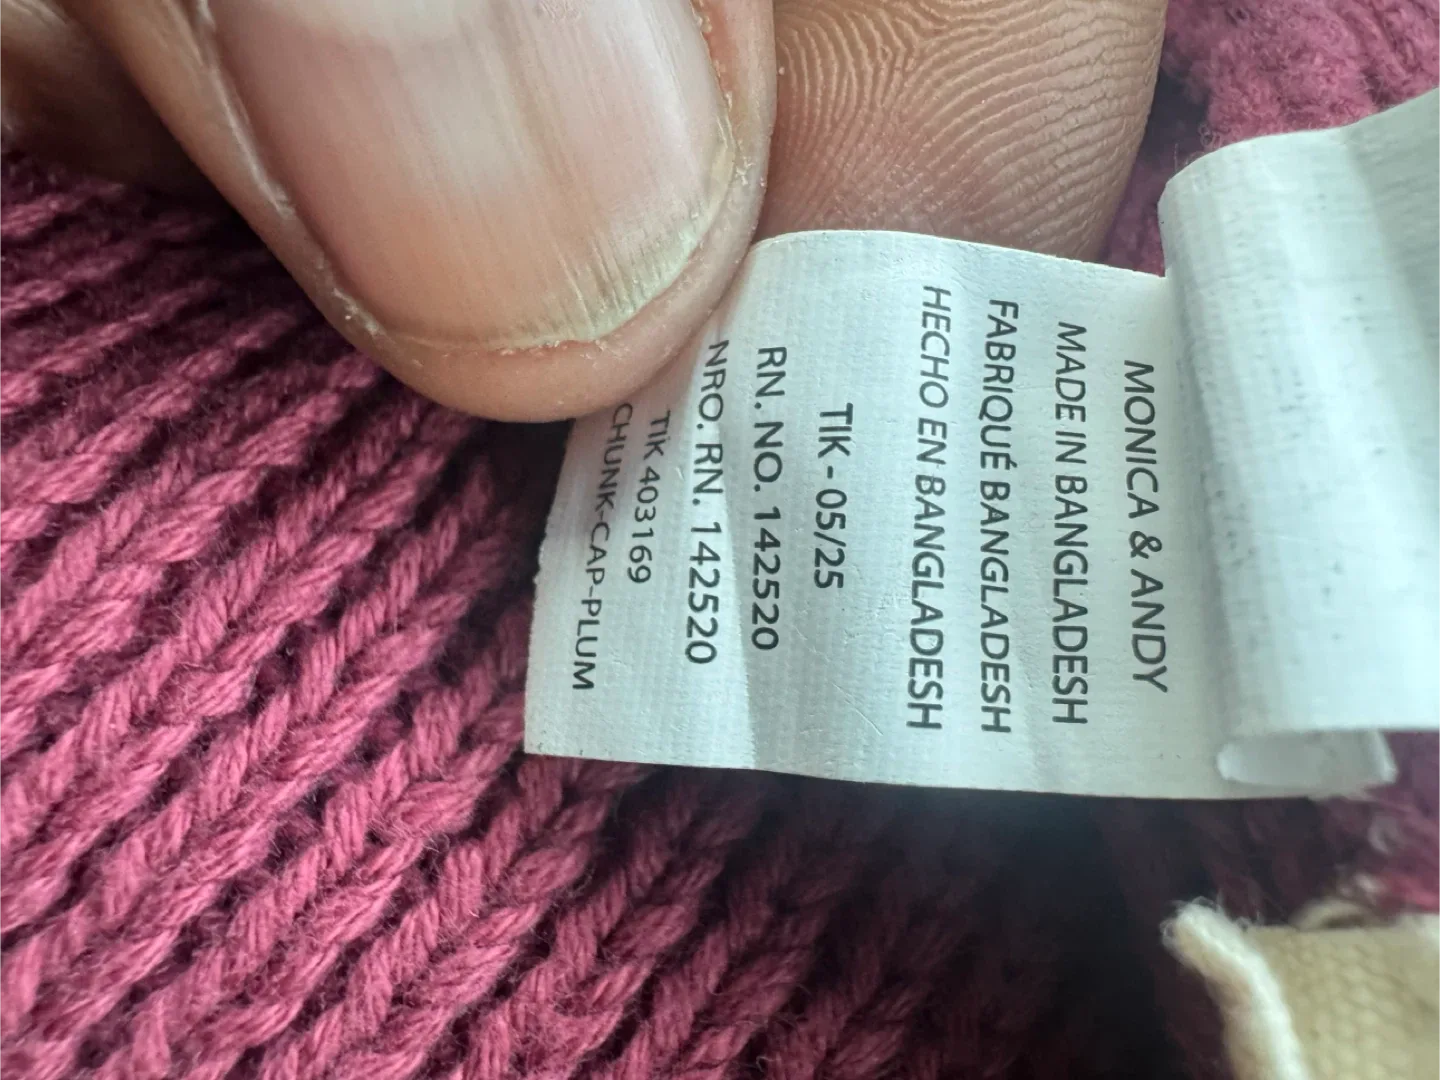 MONICA & ANDY
MADE IN BANGLADESH
FABRIQUÉ BANGLADESH
HECHO EN BANGLADESH
TIK - 05/25
RN. NO. 142520
NRO. RN. 142520
TIK 403169
CHUNK-CAP-PLUM